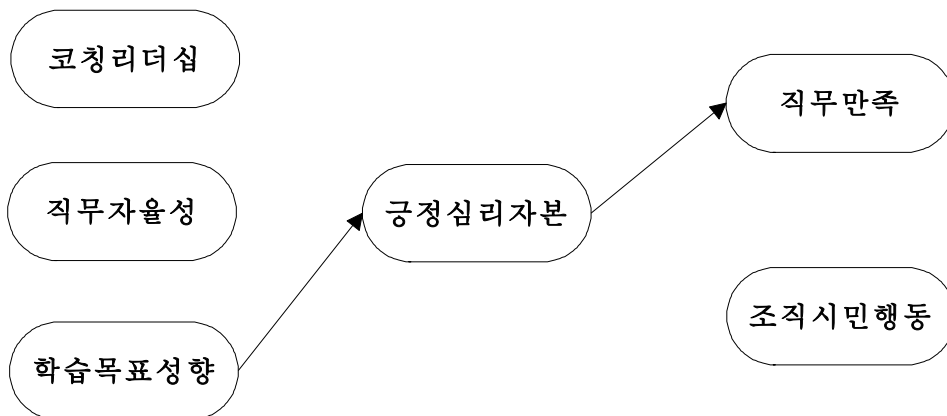 코칭리더십
직무만족
직무자율성
긍정심리자본
조직시민행동
학습목표성향